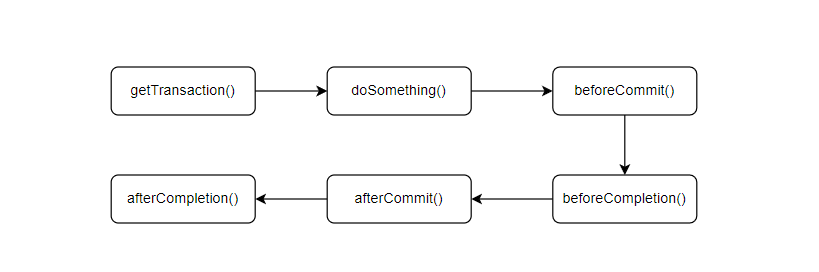 getTransaction()
doSomething()
beforeCommit()
beforeCompletion()
afterCommit()
afterCompletion()